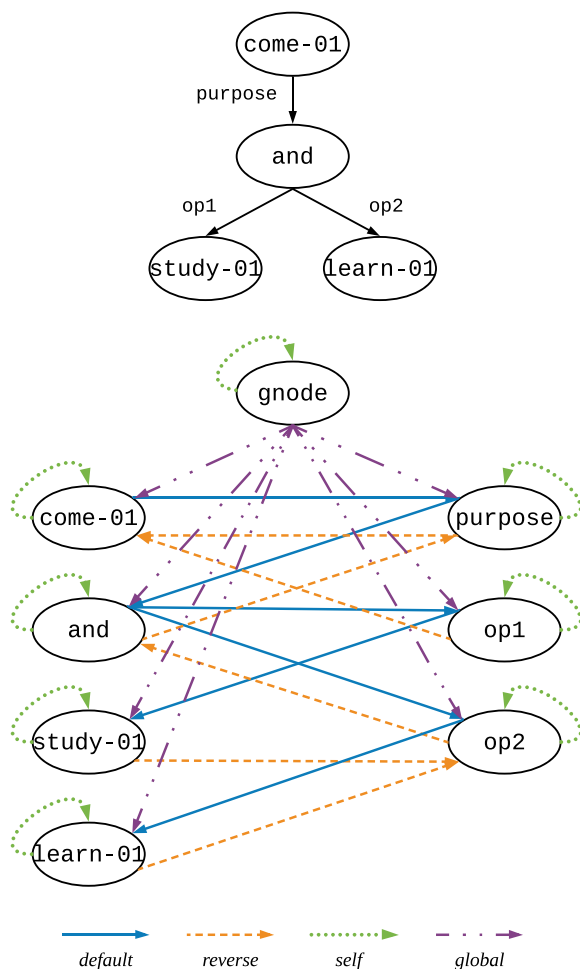 come-01
purpose
and
op1 op2
study-01 learn-01
gnode
come-01 purpose
and op1
study-01 op2
learn-01
default reverse self global